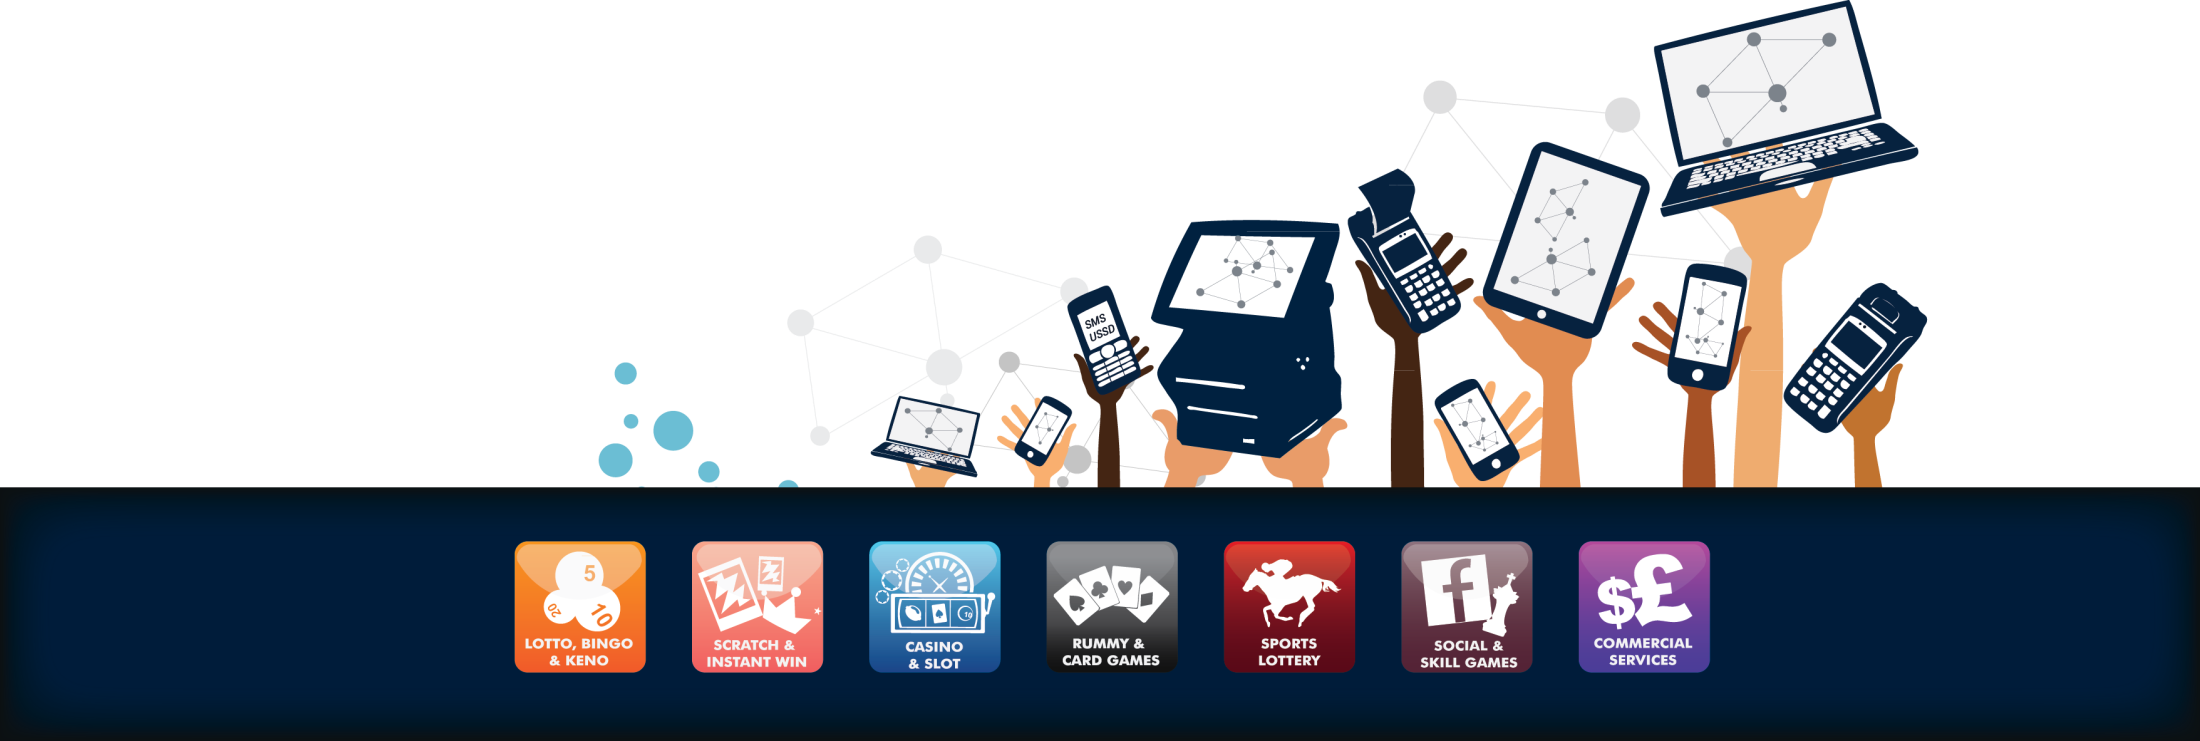 SMS
USSD
5
20
10
LOTTO, BINGO
& KENO
SCRATCH &
INSTANT WIN
10
CASINO
& SLOT
RUMMY &
CARD GAMES
SPORTS
LOTTERY
f
SOCIAL &
SKILL GAMES
$£
COMMERCIAL
SERVICES